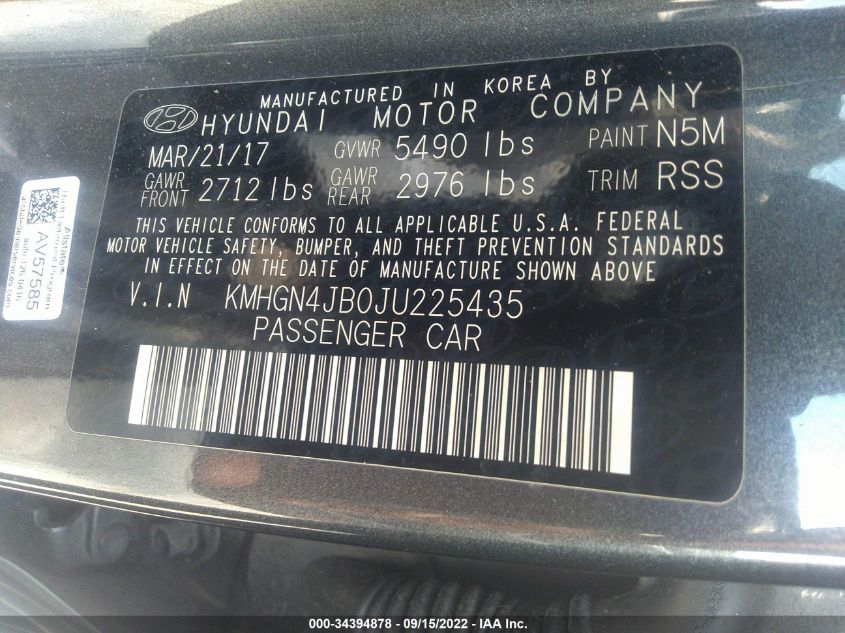 MANUFACTURED IN KOREA BY
HYUNDAI MOTOR COMPANY
MAR/21/17 GVWR 5490 lbs PAINT N5M
GAWR FRONT 2712 lbs GAWR REAR 2976 lbs TRIM RSS
THIS VEHICLE CONFORMS TO ALL APPLICABLE U.S.A. FEDERAL
MOTOR VEHICLE SAFETY, BUMPER, AND THEFT PREVENTION STANDARDS
IN EFFECT ON THE DATE OF MANUFACTURE SHOWN ABOVE
V.I.N KMHGN4JB0JU225435
PASSENGER CAR
Allstate
AV57585
000-34394878 - 09/15/2022 - IAA Inc.